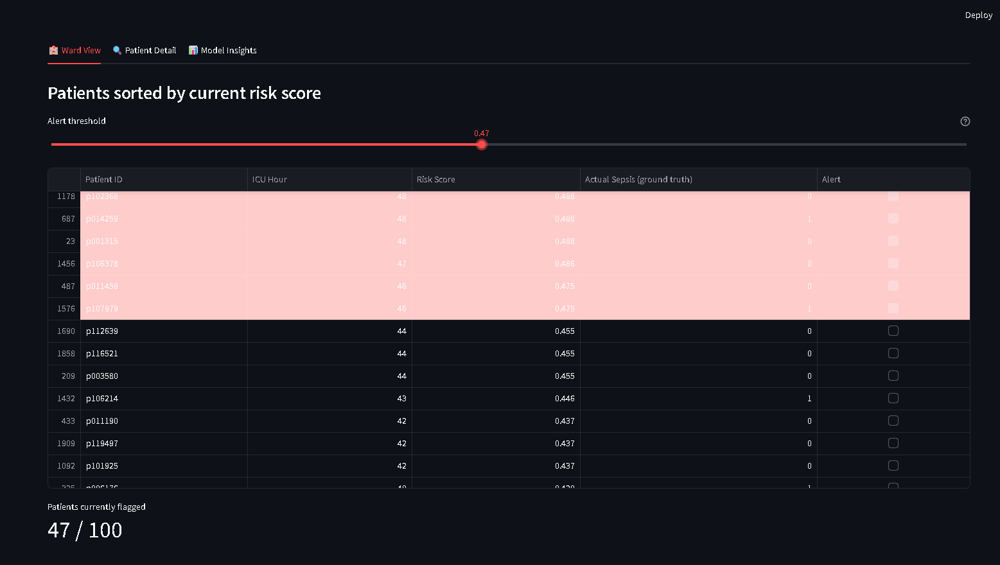 Deploy
Ward View Patient Detail Model Insights
Patients sorted by current risk score
Alert threshold
0.47
Patient ID ICU Hour Risk Score Actual Sepsis (ground truth) Alert
1178 p102368 48 0.498 0
687 p014259 48 0.498 1
23 p001315 48 0.498 0
1456 p106378 47 0.486 0
487 p011459 46 0.475 0
1576 p107979 46 0.475 1
1690 p112639 44 0.455 0
1858 p116521 44 0.455 0
209 p003580 44 0.455 0
1432 p106214 43 0.446 1
433 p011190 42 0.437 0
1909 p119497 42 0.437 0
1092 p101925 42 0.437 0
Patients currently flagged
47 / 100